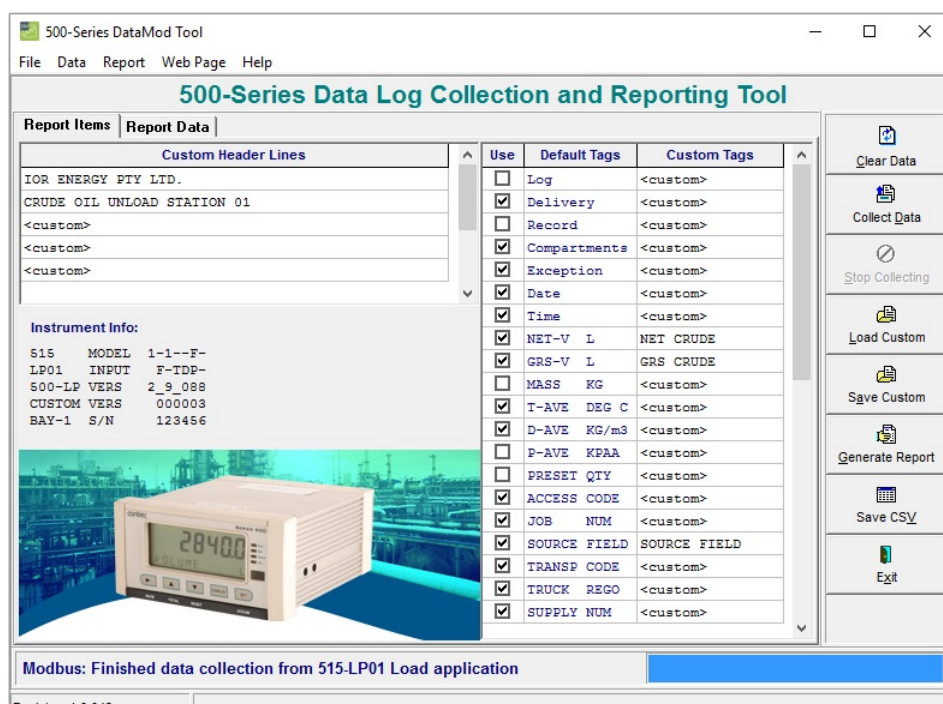 500-Series DataMod Tool
File Data Report Web Page Help
500-Series Data Log Collection and Reporting Tool
Report Items Report Data
Custom Header Lines
IOR ENERGY PTY LTD.
CRUDE OIL UNLOAD STATION 01
<custom>
<custom>
<custom>
Instrument Info:
515 MODEL 1-1--F-
LP01 INPUT F-TDP-
500-LP VERS 2_9_088
CUSTOM VERS 000003
BAY-1 S/N 123456
contrec
2840.0
VOLUME L
DISPLAY
RATE TOTAL RESET
Use Default Tags Custom Tags
Log <custom>
Delivery <custom>
Record <custom>
Compartments <custom>
Exception <custom>
Date <custom>
Time <custom>
NET-V L NET CRUDE
GRS-V L GRS CRUDE
MASS KG <custom>
T-AVE DEG C <custom>
D-AVE KG/m3 <custom>
P-AVE KPAA <custom>
PRESET QTY <custom>
ACCESS CODE <custom>
JOB NUM <custom>
SOURCE FIELD SOURCE FIELD
TRANSP CODE <custom>
TRUCK REGO <custom>
SUPPLY NUM <custom>
Clear Data
Collect Data
Stop Collecting
Load Custom
Save Custom
Generate Report
Save CSV
Exit
Modbus: Finished data collection from 515-LP01 Load application